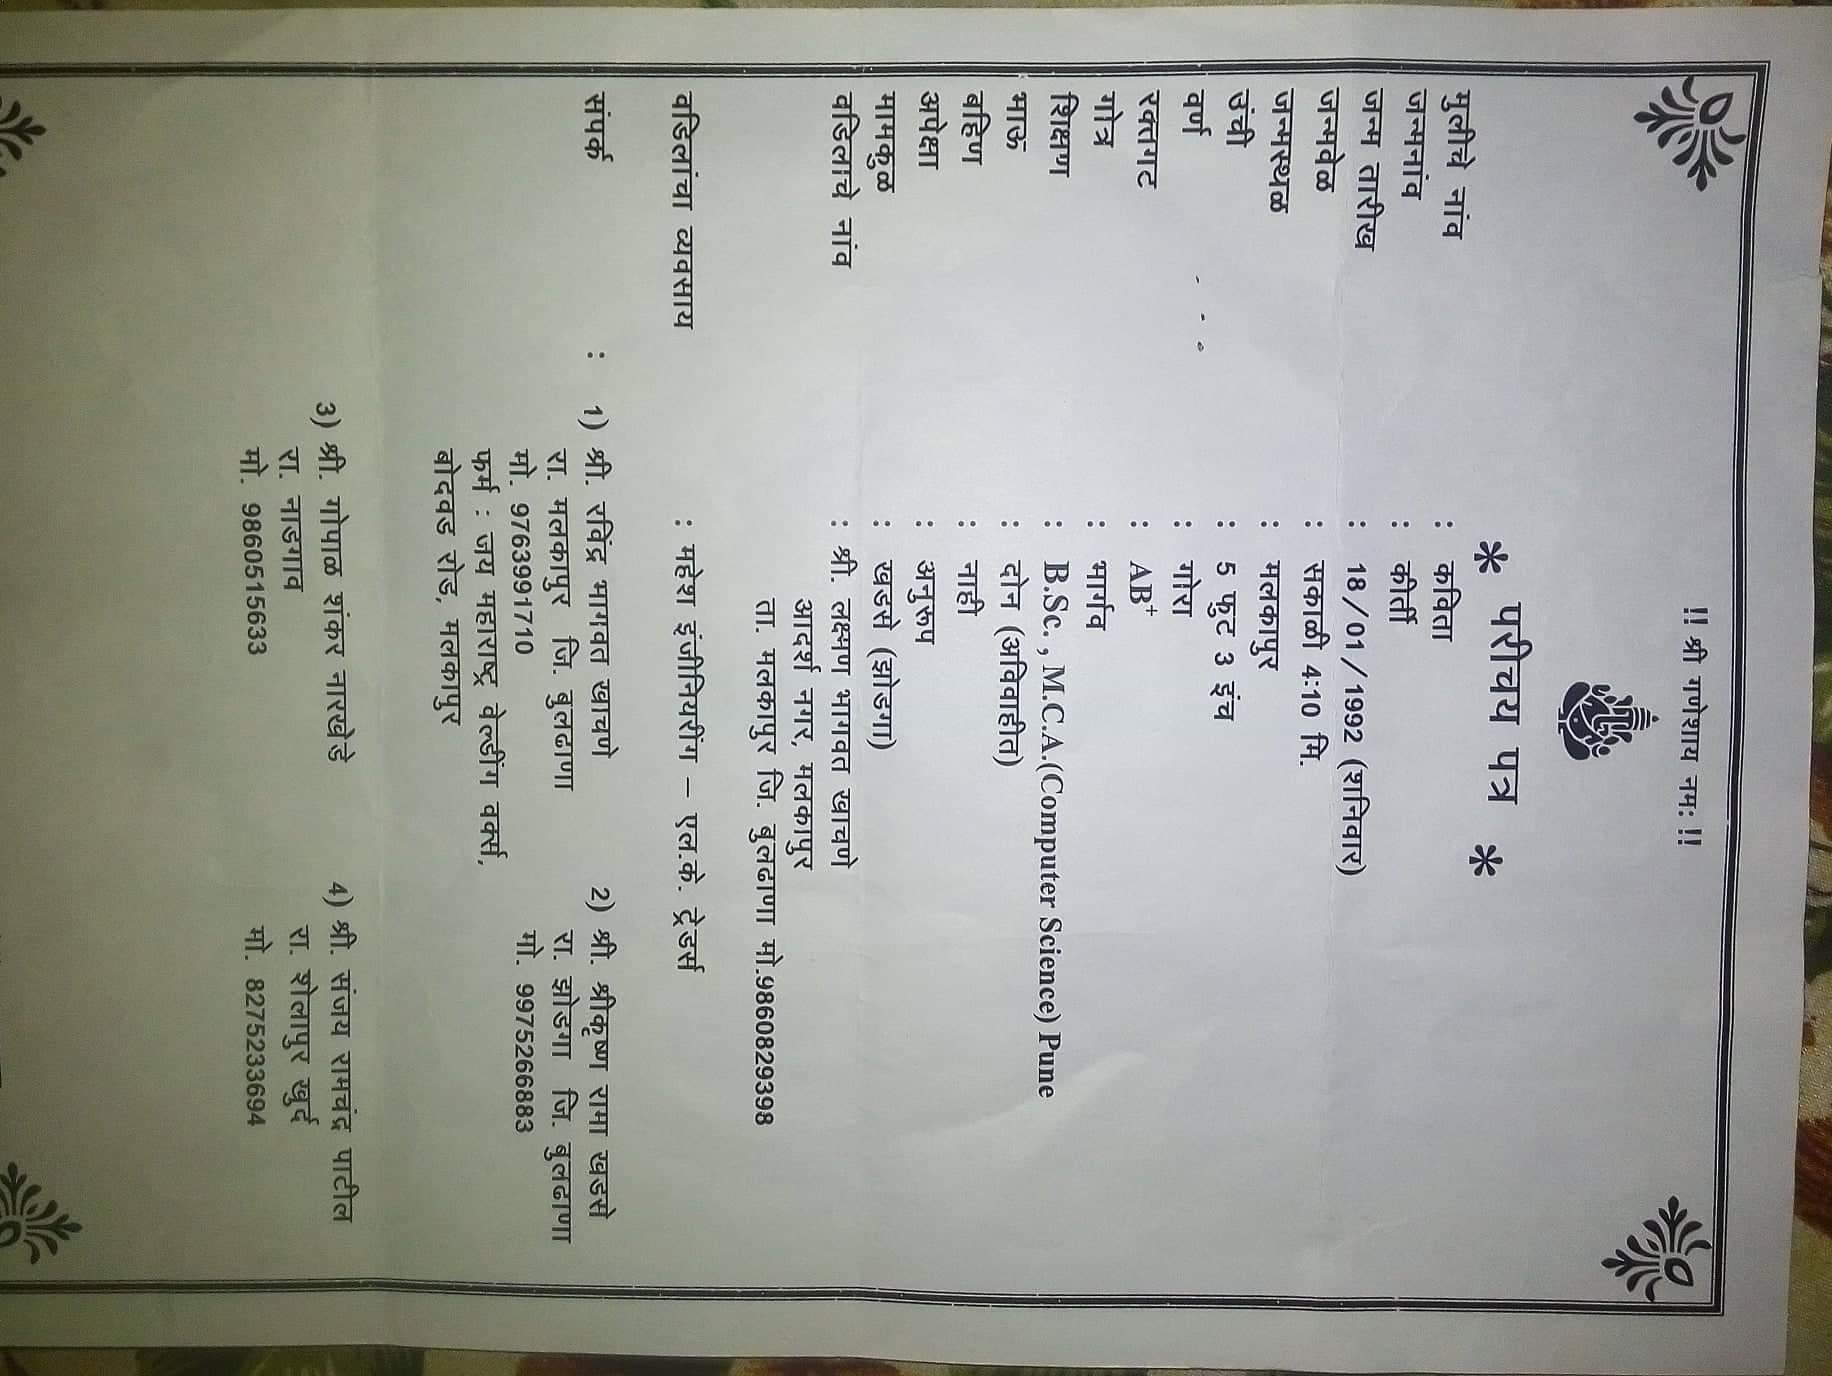 !! श्री गणेशाय नम: !!
* परीचय पत्र *
मुलीचे नांव : कविता
जन्मनांव : कीर्ती
जन्म तारीख : 18/01/1992 (शनिवार)
जन्मवेळ : सकाळी 4:10 मि.
जन्मस्थळ : मलकापुर
उंची : 5 फुट 3 इंच
वर्ण : गोरा
रक्तगट : AB+
गोत्र : भार्गव
शिक्षण : B.Sc., M.C.A.(Computer Science) Pune
भाऊ : दोन (अविवाहीत)
बहिण : नाही
अपेक्षा : अनुरूप
मामकुळ : खडसे (झोडगा)
वडिलाचे नांव : श्री. लक्ष्मण भागवत खाचणे
आदर्श नगर, मलकापुर
ता. मलकापुर जि. बुलढाणा मो.9860829398
वडिलांचा व्यवसाय : महेश इंजीनियरींग – एल.के. ट्रेडर्स
संपर्क : 1) श्री. रविंद्र भागवत खाचणे 2) श्री. श्रीकृष्ण रामा खडसे
रा. मलकापुर जि. बुलढाणा रा. झोडगा जि. बुलढाणा
मो. 9763991710 मो. 9975266883
फर्म : जय महाराष्ट्र वेल्डींग वर्क्स,
बोदवड रोड, मलकापुर
3) श्री. गोपाळ शंकर नारखेडे 4) श्री. संजय रामचंद्र पाटील
रा. नाडगाव रा. शेलापुर खुर्द
मो. 9860515633 मो. 8275233694